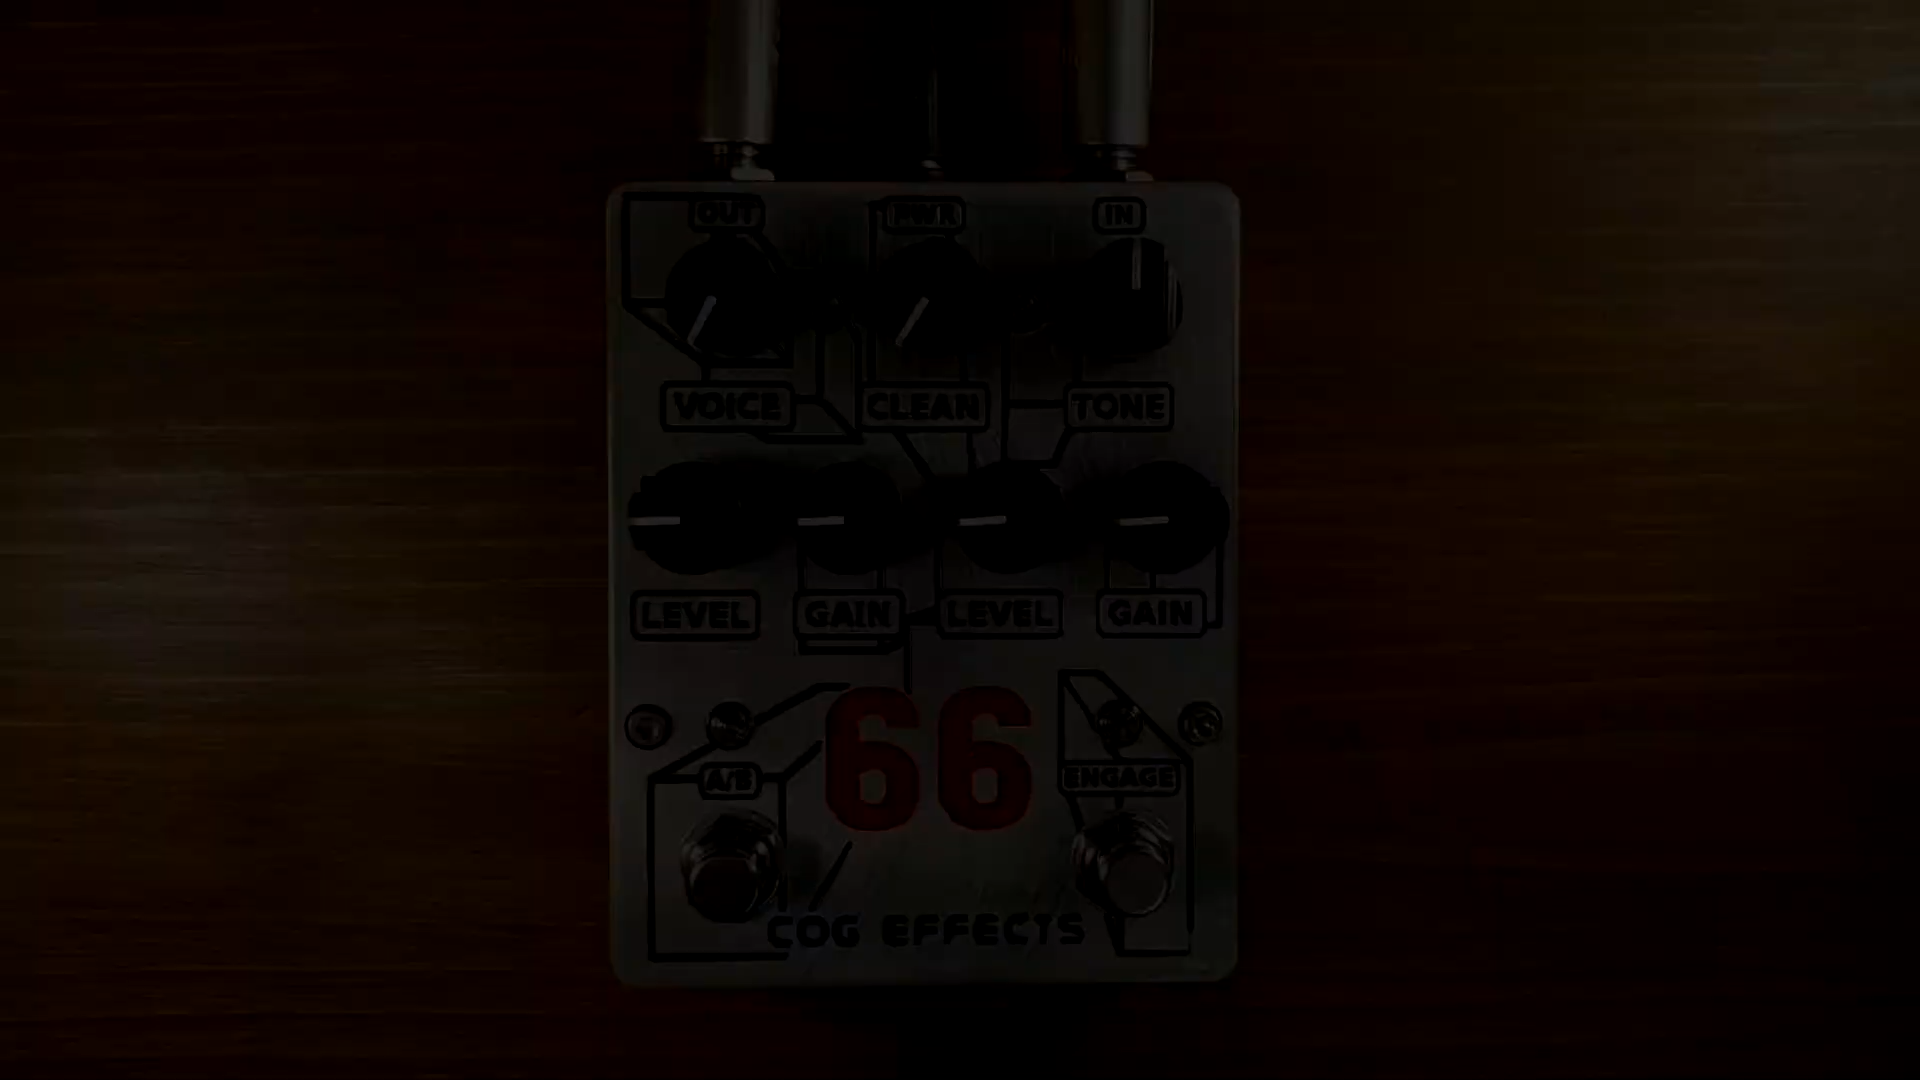 OUT PWR IN
VOICE CLEAN TONE
LEVEL GAIN LEVEL GAIN
66
A/B ENGAGE
COG EFFECTS